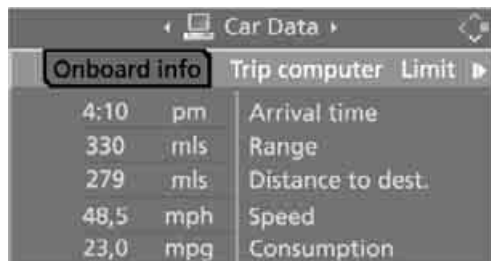 Car Data
Onboard info Trip computer Limit
4:10 pm Arrival time
330 mls Range
279 mls Distance to dest.
48,5 mph Speed
23,0 mpg Consumption